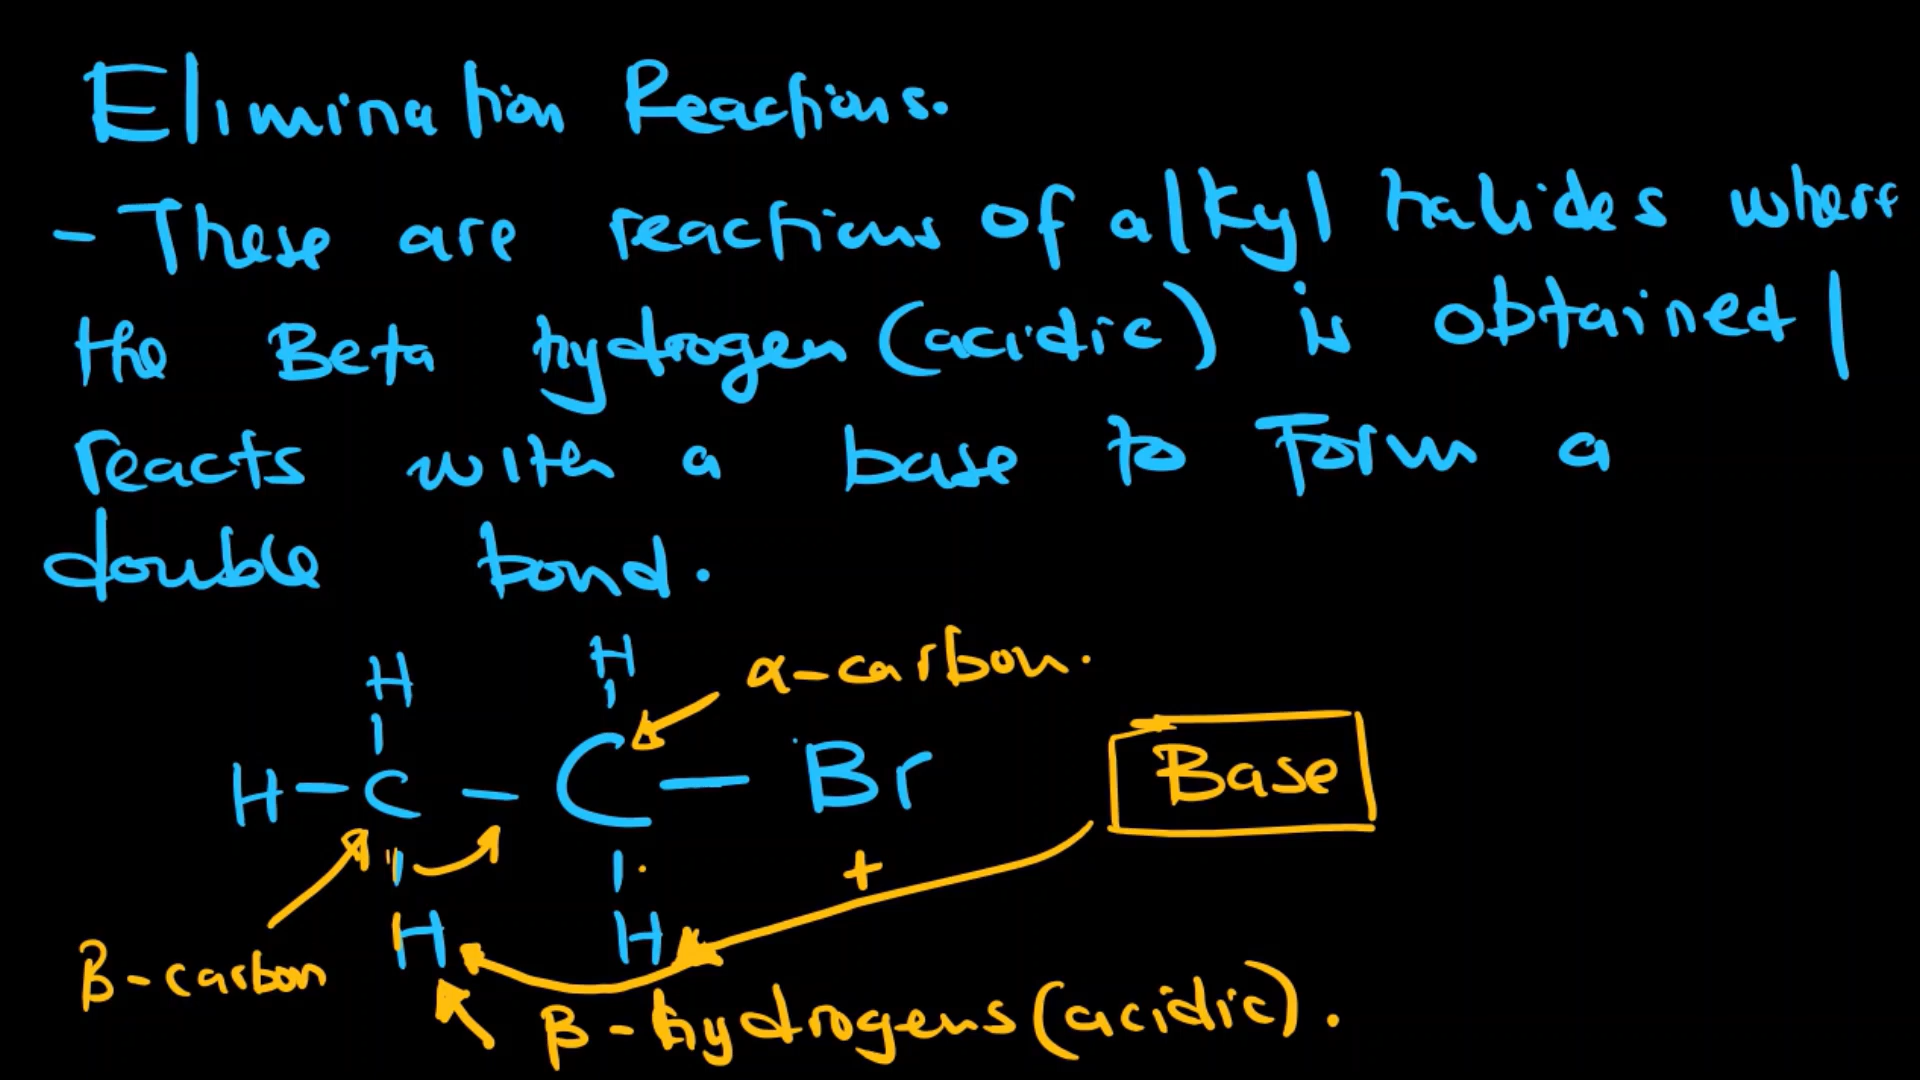 Elimination Reactions.
- These are reactions of alkyl halides where
the Beta hydrogen (acidic) is obtained |
reacts with a base to Form a
double bond.
H H α-carbon.
H - C - C - Br Base
+
H H
β-carbon
β-hydrogens (acidic).